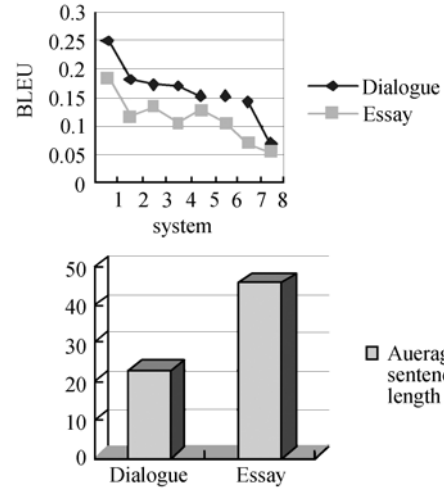 0.3
0.25
0.2
0.15
0.1
0.05
0
BLEU
1 2 3 4 5 6 7 8
system
Dialogue
Essay
50
40
30
20
10
0
Dialogue Essay
Auerag
sentenc
length